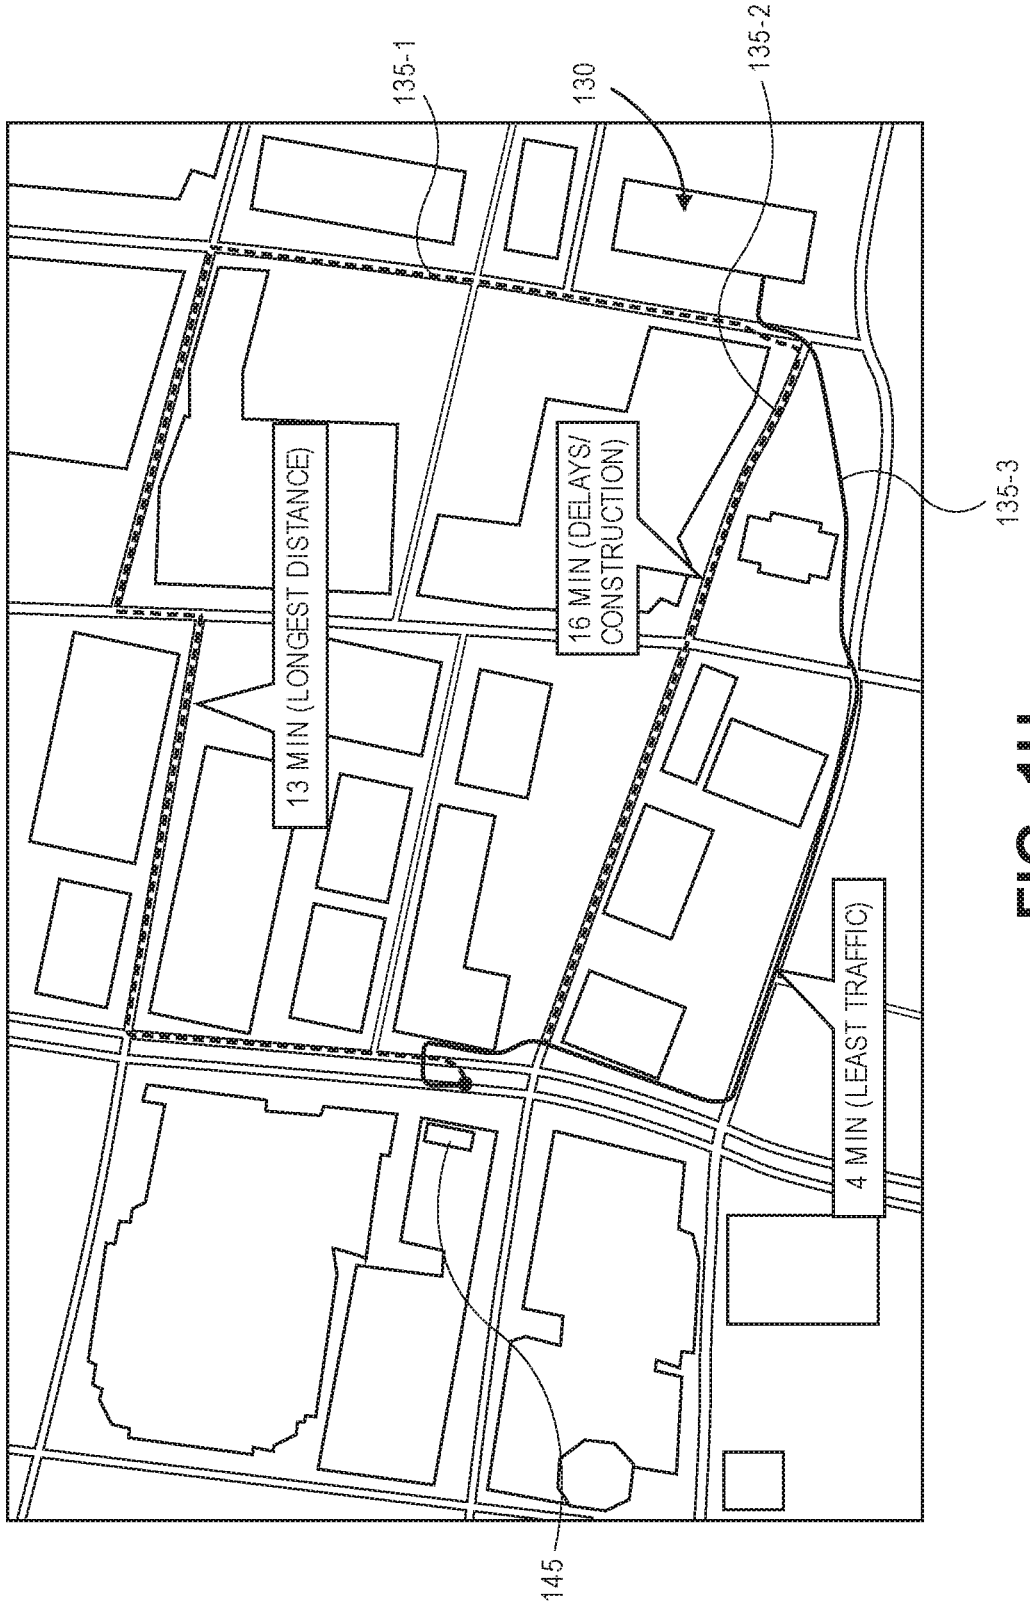 13 MIN (LONGEST DISTANCE)
135-1
145
16 MIN (DELAYS/
CONSTRUCTION)
130
135-2
4 MIN (LEAST TRAFFIC)
135-3
FIG.